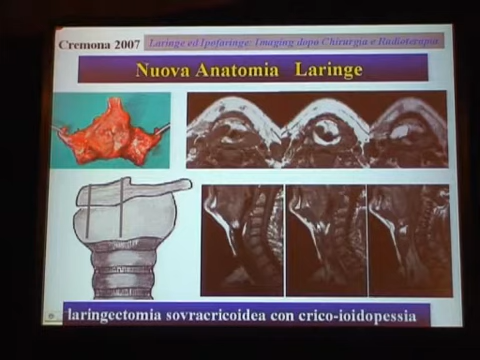 Cremona 2007
Laringe ed Ipofaringe: Imaging dopo Chirurgia e Radioterapia
Nuova Anatomia Laringe
laringectomia sovracricoidea con crico-ioidopessia